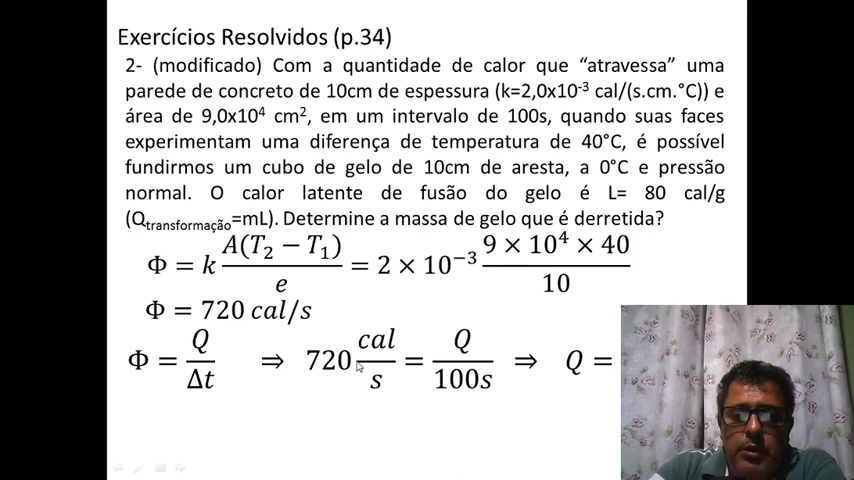 Exercícios Resolvidos (p.34)
2- (modificado) Com a quantidade de calor que “atravessa” uma
parede de concreto de 10cm de espessura (k=2,0x10⁻³ cal/(s.cm.°C)) e
área de 9,0x10⁴ cm², em um intervalo de 100s, quando suas faces
experimentam uma diferença de temperatura de 40°C, é possível
fundirmos um cubo de gelo de 10cm de aresta, a 0°C e pressão
normal. O calor latente de fusão do gelo é L= 80 cal/g
(Qtransformação=mL). Determine a massa de gelo que é derretida?
Φ = k A(T₂ − T₁)/e = 2 × 10⁻³ 9 × 10⁴ × 40/10
Φ = 720 cal/s
Φ = Q/Δt ⇒ 720 cal/s = Q/100s ⇒ Q =